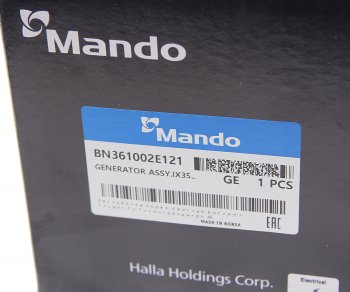 Mando
Mando
BN361002E121
GENERATOR ASSY.IX35..
GE 1 PCS
MADE IN KOREA
EAC
Halla Holdings Corp.
Electrical